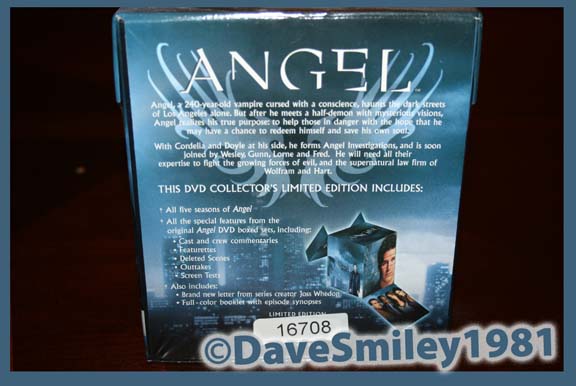 ANGEL
Angel, a 240-year-old vampire cursed with a conscience, haunts the dark streets
of Los Angeles alone. But after he meets a half-demon with mysterious visions,
Angel realizes his true purpose: to help those in danger with the hope that he
may have a chance to redeem himself and save his own soul.
With Cordelia and Doyle at his side, he forms Angel Investigations, and is soon
joined by Wesley, Gunn, Lorne and Fred. He will need all their
expertise to fight the growing forces of evil, and the supernatural law firm of
Wolfram and Hart.
THIS DVD COLLECTOR'S LIMITED EDITION INCLUDES:
† All five seasons of Angel
† All the special features from the
original Angel DVD boxed sets, including:
• Cast and crew commentaries
• Featurettes
• Deleted Scenes
• Outtakes
• Screen Tests
† Also includes:
• Brand new letter from series creator Joss Whedon
• Full-color booklet with episode synopses
LIMITED EDITION
16708
©DaveSmiley1981